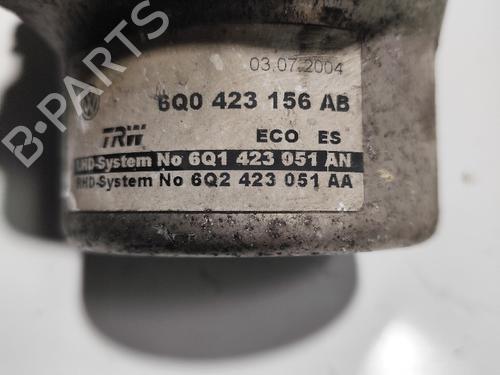 03.07.2004
6Q0 423 156 AB
TRW ECO ES
LHD-System No 6Q1 423 051 AN
RHD-System No 6Q2 423 051 AA